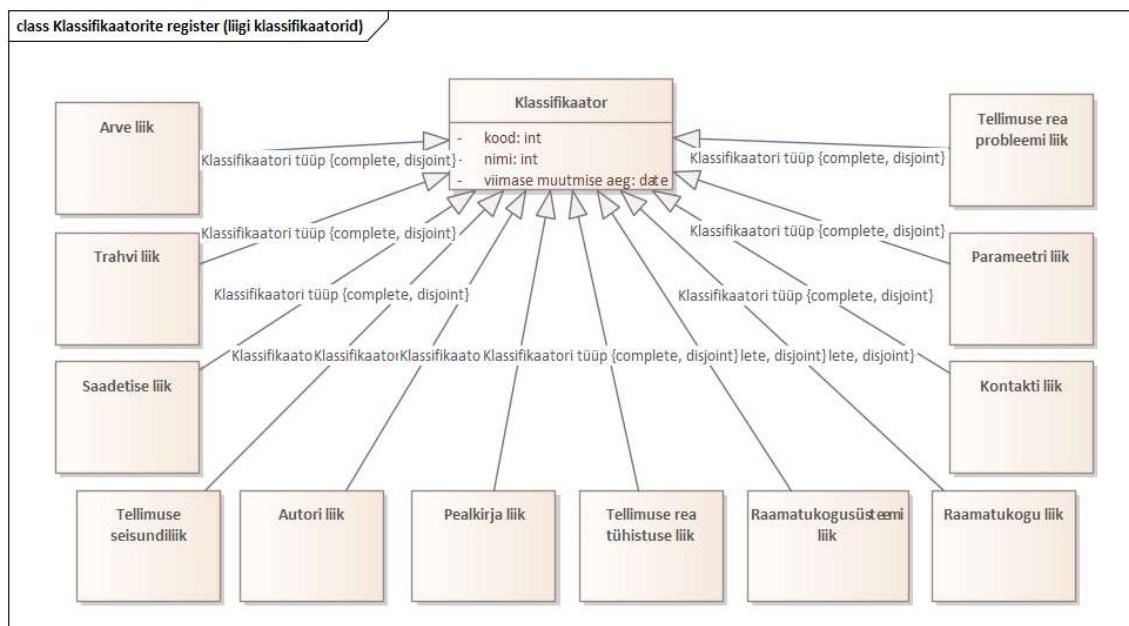 class Klassifikaatorite register (liigi klassifikaatorid)
Klassifikaator
- kood: int
- nimi: int
- viimase muutmise aeg: date
Arve liik
Tellimuse rea
probleemi liik
Klassifikaatori tüüp {complete, disjoint}
Klassifikaatori tüüp {complete, disjoint}
Trahvi liik
Parameetri liik
Klassifikaatori tüüp {complete, disjoint}
Klassifikaatori tüüp {complete, disjoint}
Saadetise liik
Kontakti liik
Klassifikaatori tüüp {complete, disjoint}
Klassifikaatori tüüp {complete, disjoint}
Klassifikaato Klassifikaator Klassifikaato Klassifikaatori tüüp {complete, disjoint} lete, disjoint} lete, disjoint}
Tellimuse
seisundiliik
Autori liik
Pealkirja liik
Tellimuse rea
tühistuse liik
Raamatukogusüsteemi
liik
Raamatukogu liik